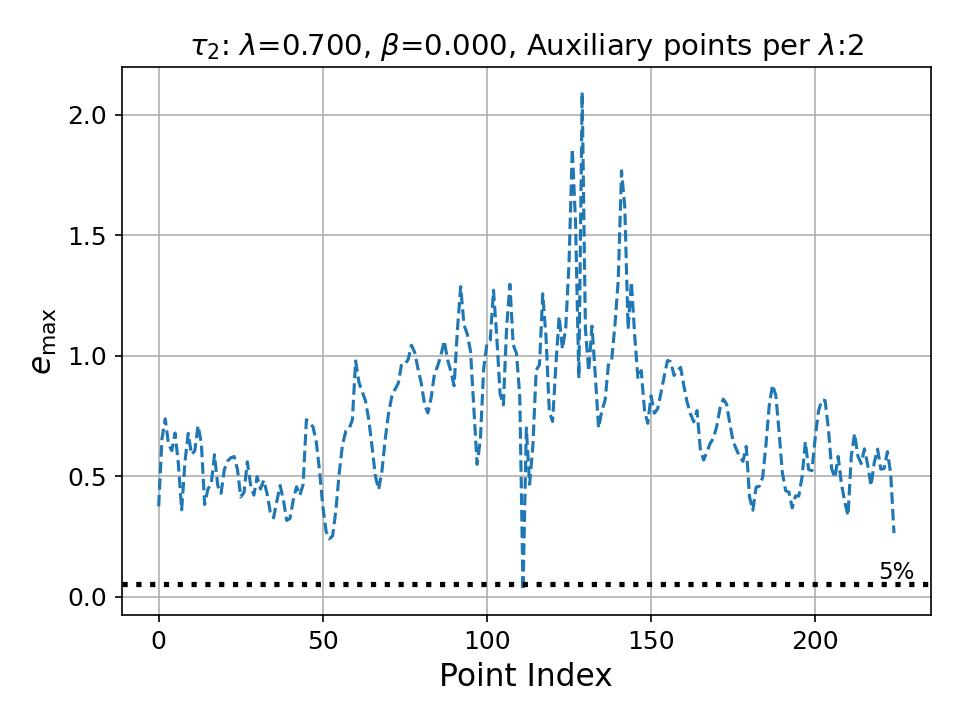 τ₂: λ=0.700, β=0.000, Auxiliary points per λ:2
2.0
1.5
1.0
0.5
0.0
e_max
5%
0 50 100 150 200
Point Index